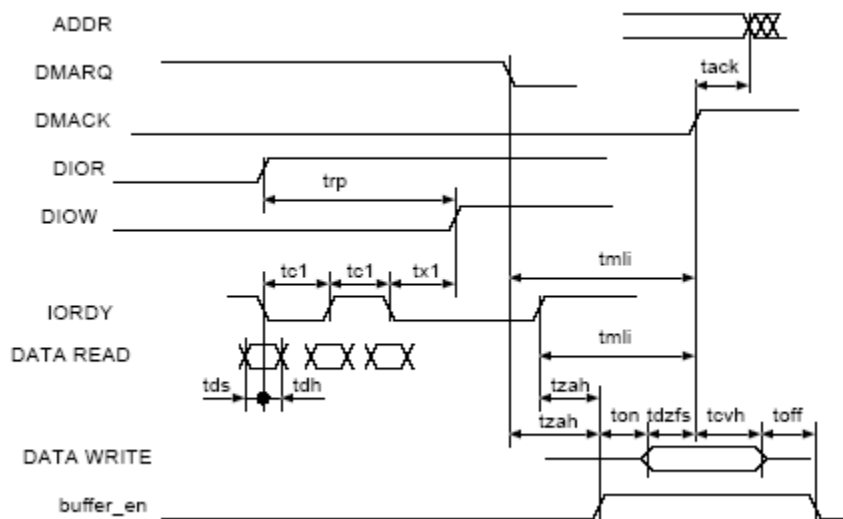 ADDR
tack
DMARQ
DMACK
DIOR
trp
DIOW
tc1 tc1 tx1 tmli
IORDY
tmli
DATA READ
tds tdh tzah
tzah ton tdzfs tcvh toff
DATA WRITE
buffer_en